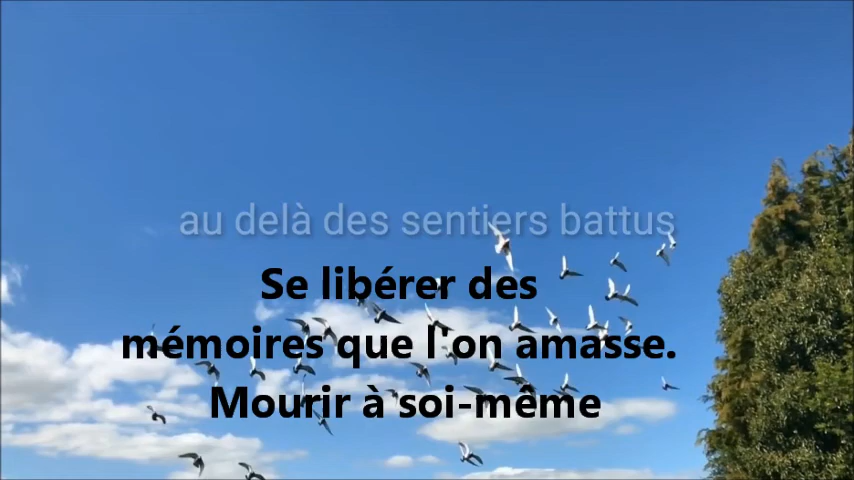 au delà des sentiers battus
Se libérer des
mémoires que l'on amasse.
Mourir à soi-même